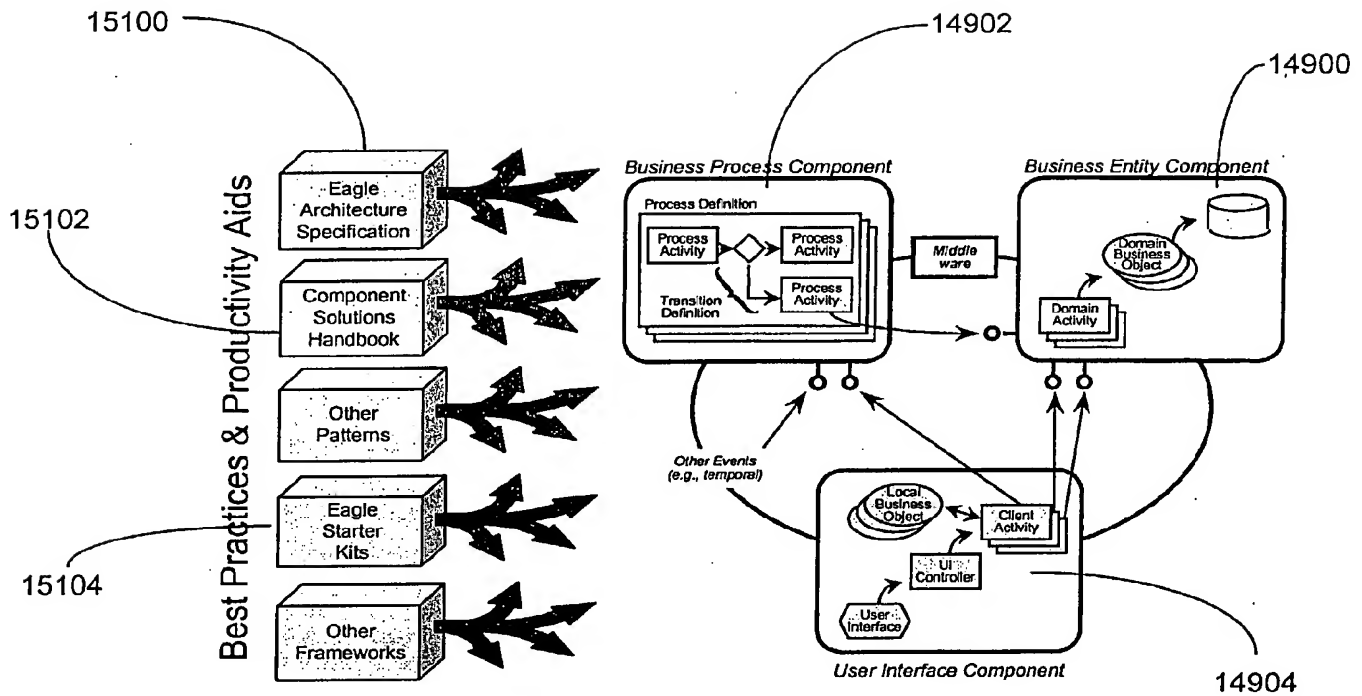 15100
14902
14900
15102
15104
14904
Best Practices & Productivity Aids
Eagle
Architecture
Specification
Component
Solutions
Handbook
Other
Patterns
Eagle
Starter
Kits
Other
Frameworks
Business Process Component
Process Definition
Process
Activity
Process
Activity
Process
Activity
Transition
Definition
Middle
ware
Business Entity Component
Domain
Business
Object
Domain
Activity
Other Events
(e.g., temporal)
Local
Business
Object
Client
Activity
UI
Controller
User
Interface
User Interface Component